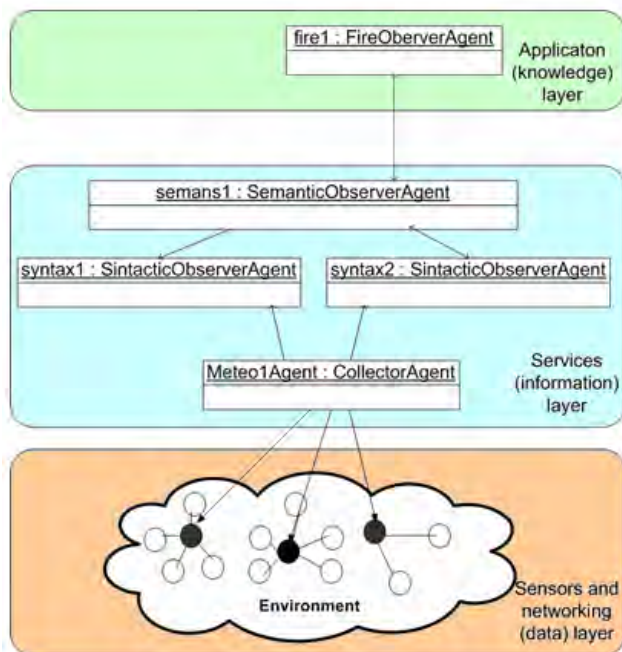 fire1 : FireOberverAgent
Applicaton
(knowledge)
layer
semans1 : SemanticObserverAgent
syntax1 : SintacticObserverAgent
syntax2 : SintacticObserverAgent
Meteo1Agent : CollectorAgent
Services
(information)
layer
Environment
Sensors and
networking
(data) layer